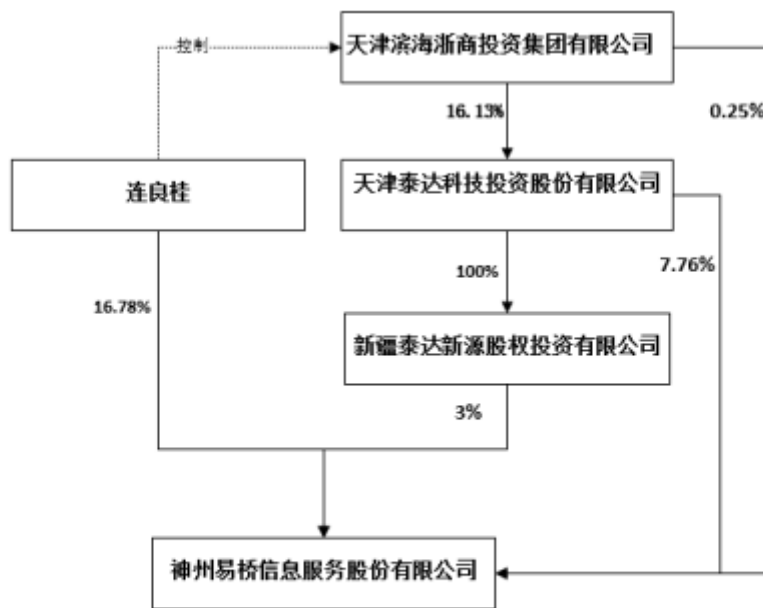 控制
天津滨海浙商投资集团有限公司
16.13%
0.25%
连良桂
天津泰达科技投资股份有限公司
100%
7.76%
16.78%
新疆泰达新源股权投资有限公司
3%
神州易桥信息服务股份有限公司